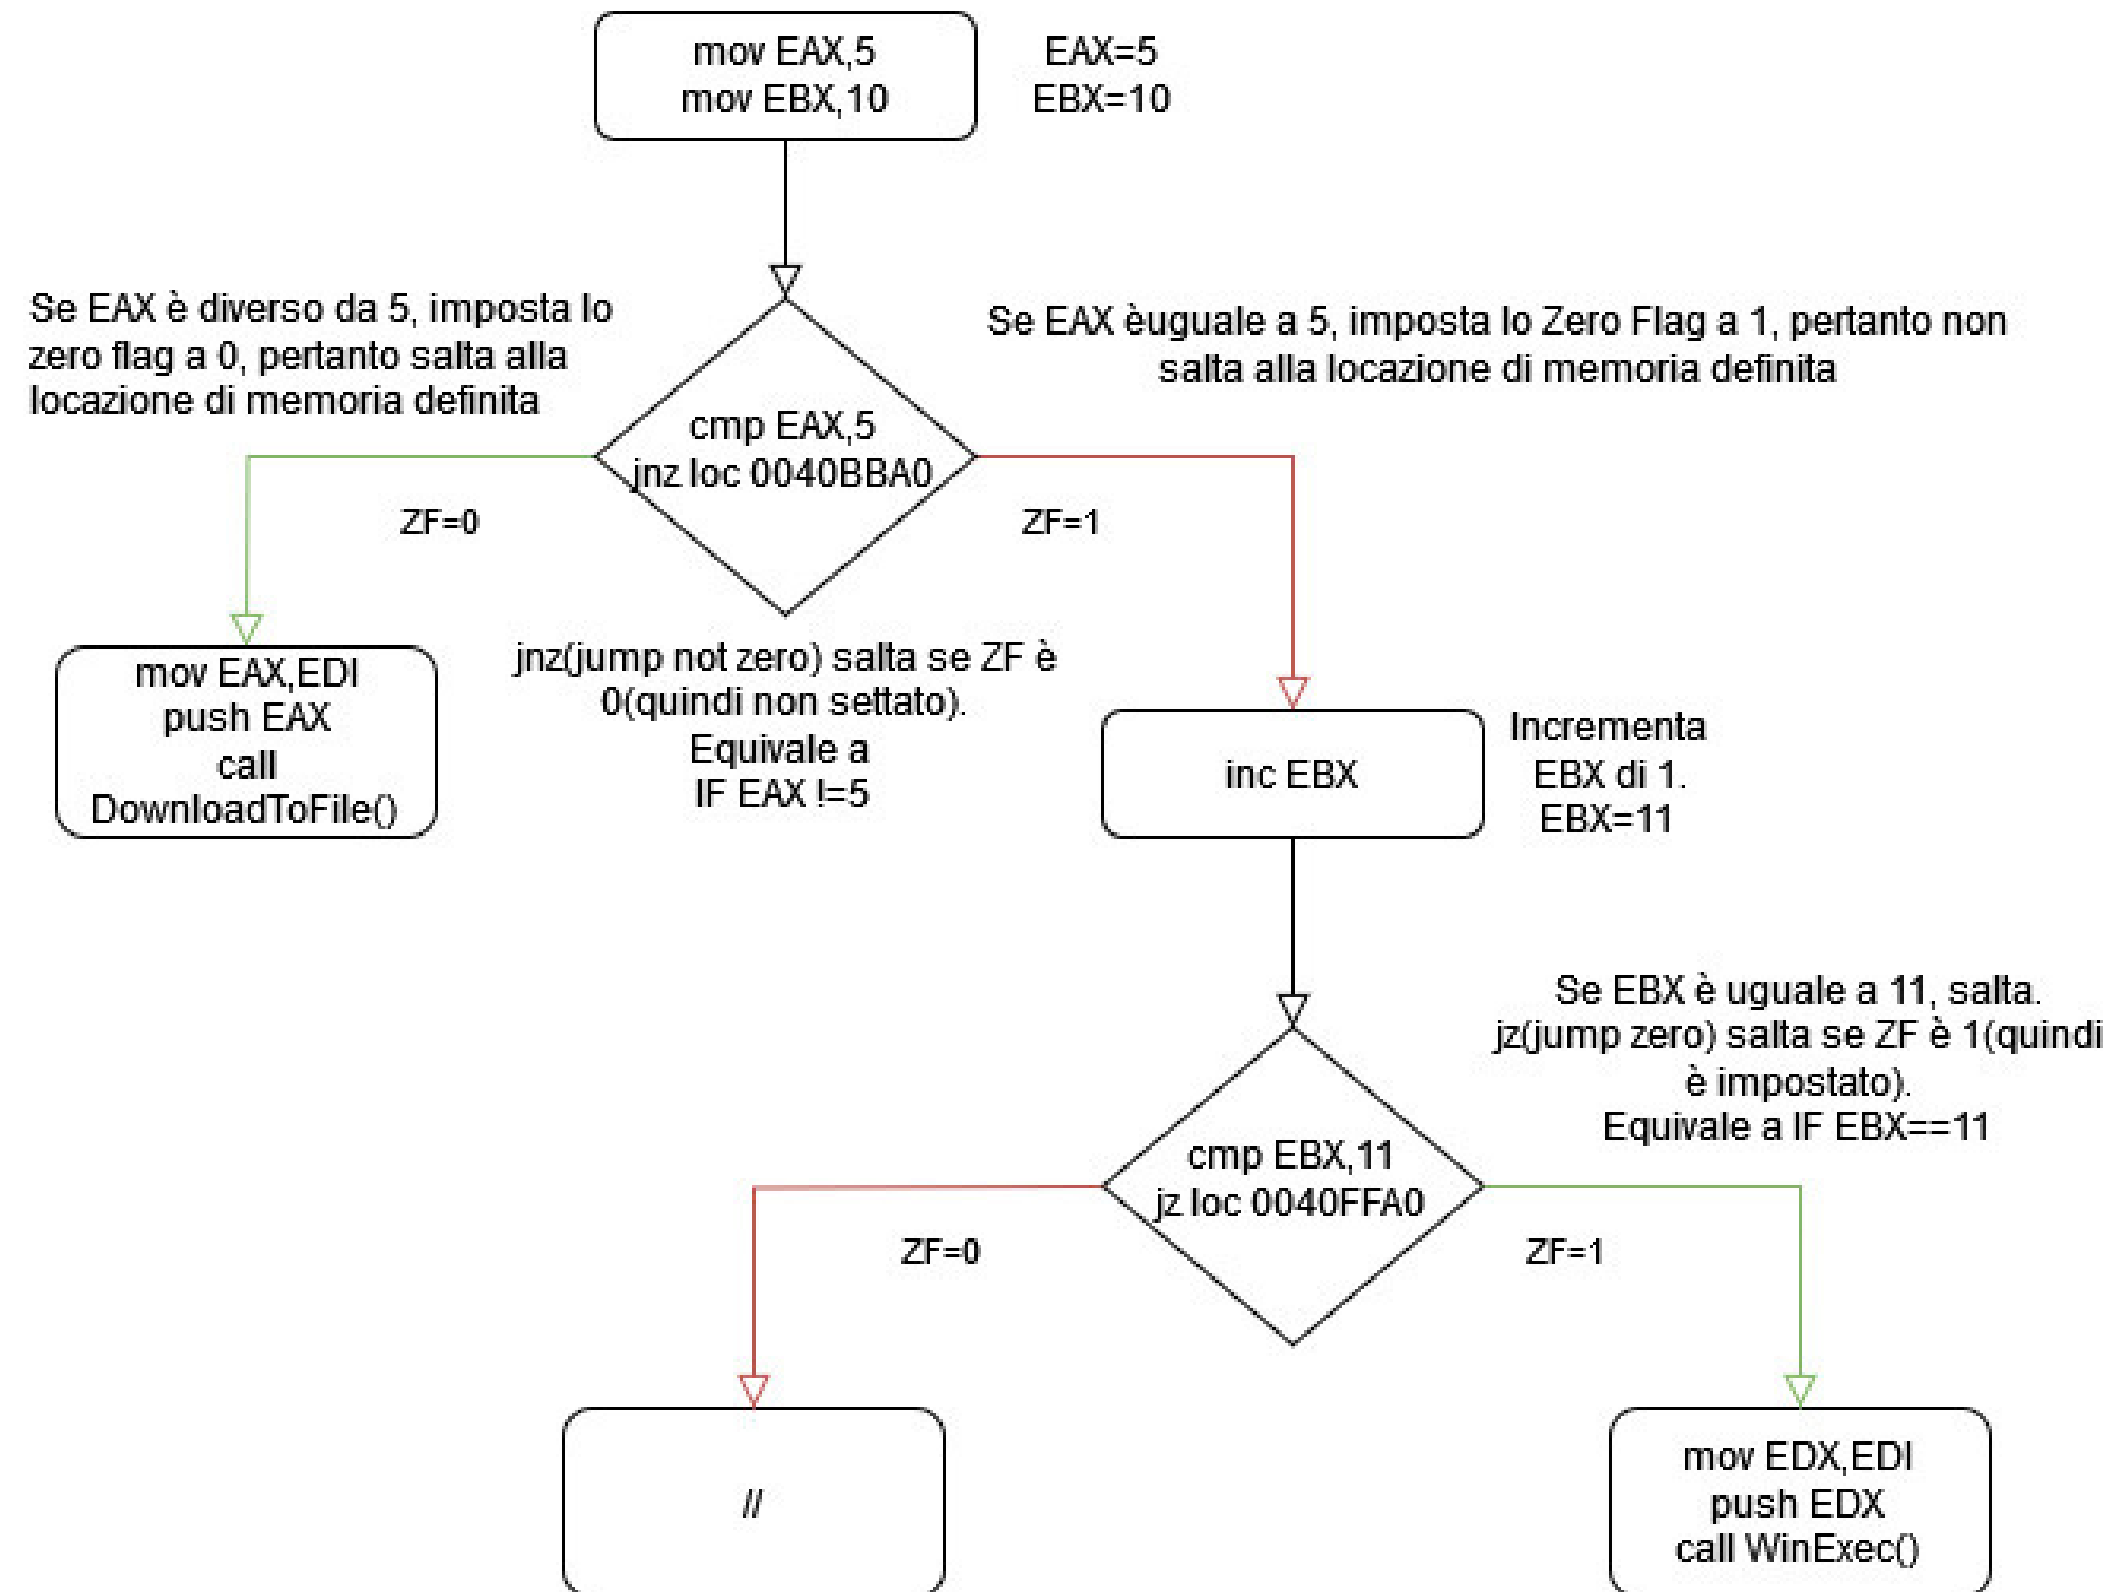 mov EAX,5
mov EBX,10
EAX=5
EBX=10
Se EAX è diverso da 5, imposta lo
zero flag a 0, pertanto salta alla
locazione di memoria definita
Se EAX èuguale a 5, imposta lo Zero Flag a 1, pertanto non
salta alla locazione di memoria definita
cmp EAX,5
jnz loc 0040BBA0
ZF=0
ZF=1
mov EAX,EDI
push EAX
call
DownloadToFile()
jnz(jump not zero) salta se ZF è
0(quindi non settato).
Equivale a
IF EAX !=5
inc EBX
Incrementa
EBX di 1.
EBX=11
Se EBX è uguale a 11, salta.
jz(jump zero) salta se ZF è 1(quindi
è impostato).
Equivale a IF EBX==11
cmp EBX,11
jz loc 0040FFA0
ZF=0
ZF=1
//
mov EDX,EDI
push EDX
call WinExec()